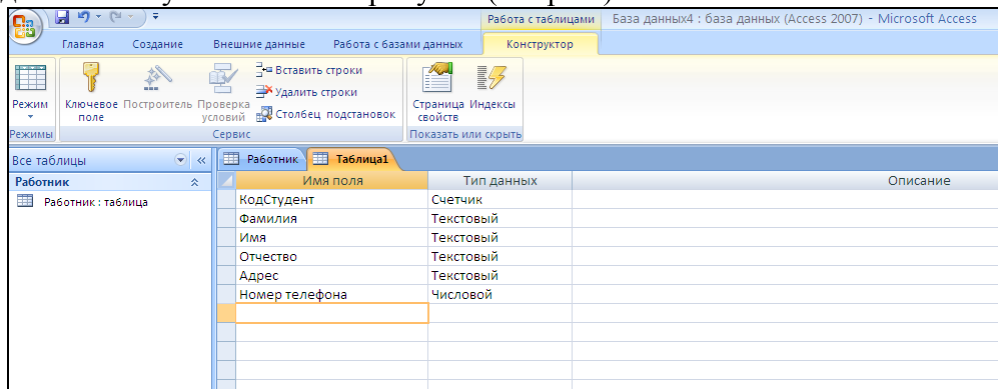 Работа с таблицами База данных4 : база данных (Access 2007) - Microsoft Access
Главная Создание Внешние данные Работа с базами данных Конструктор
Режим
Ключевое поле
Построитель
Проверка условий
Вставить строки
Удалить строки
Столбец подстановок
Страница свойств
Индексы
Режимы Сервис Показать или скрыть
Все таблицы
Работник
Работник : таблица
Работник Таблица1
Имя поля Тип данных Описание
КодСтудент Счетчик
Фамилия Текстовый
Имя Текстовый
Отчество Текстовый
Адрес Текстовый
Номер телефона Числовой